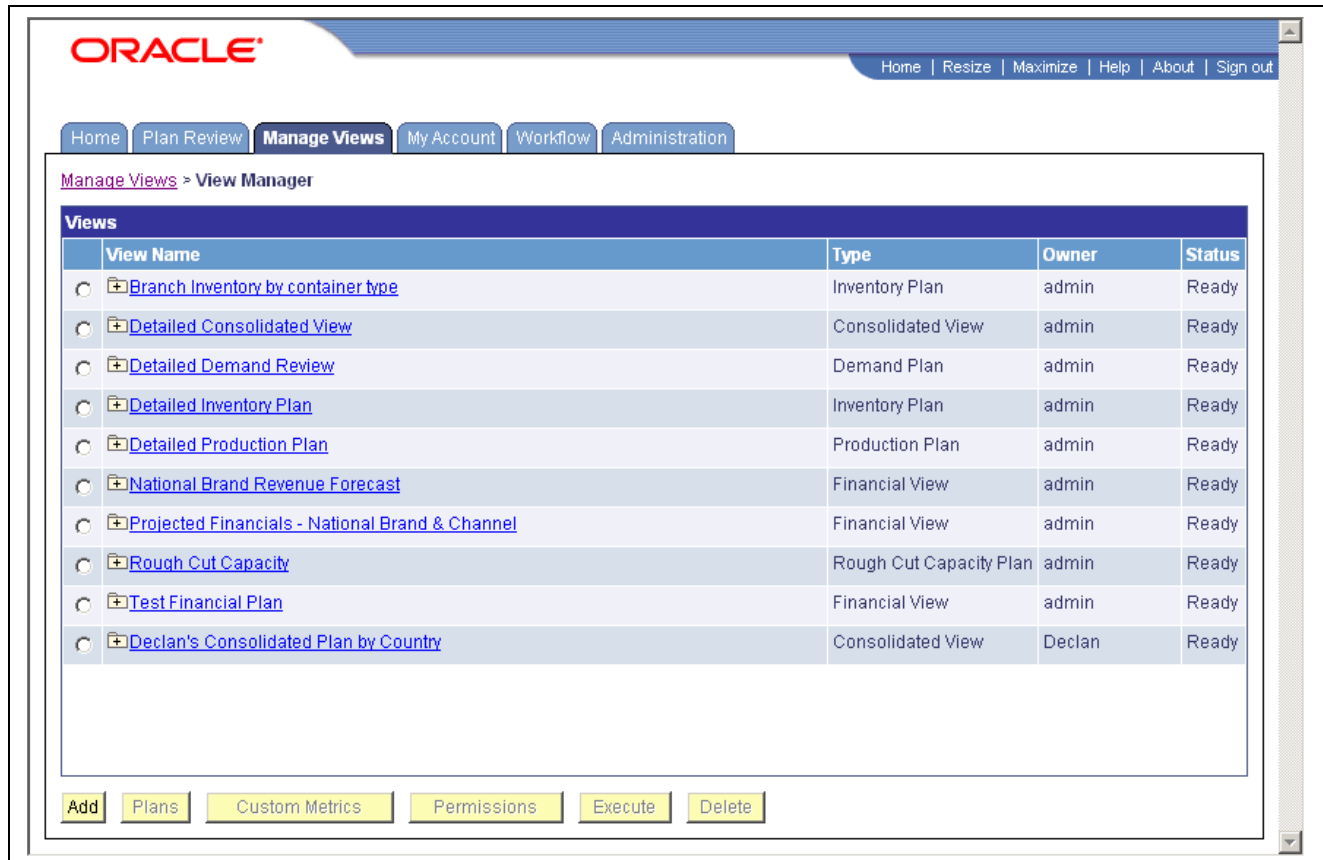 ORACLE
Home | Resize | Maximize | Help | About | Sign out
Home Plan Review Manage Views My Account Workflow Administration
Manage Views > View Manager
Views
View Name Type Owner Status
Branch Inventory by container type Inventory Plan admin Ready
Detailed Consolidated View Consolidated View admin Ready
Detailed Demand Review Demand Plan admin Ready
Detailed Inventory Plan Inventory Plan admin Ready
Detailed Production Plan Production Plan admin Ready
National Brand Revenue Forecast Financial View admin Ready
Projected Financials - National Brand & Channel Financial View admin Ready
Rough Cut Capacity Rough Cut Capacity Plan admin Ready
Test Financial Plan Financial View admin Ready
Declan's Consolidated Plan by Country Consolidated View Declan Ready
Add Plans Custom Metrics Permissions Execute Delete